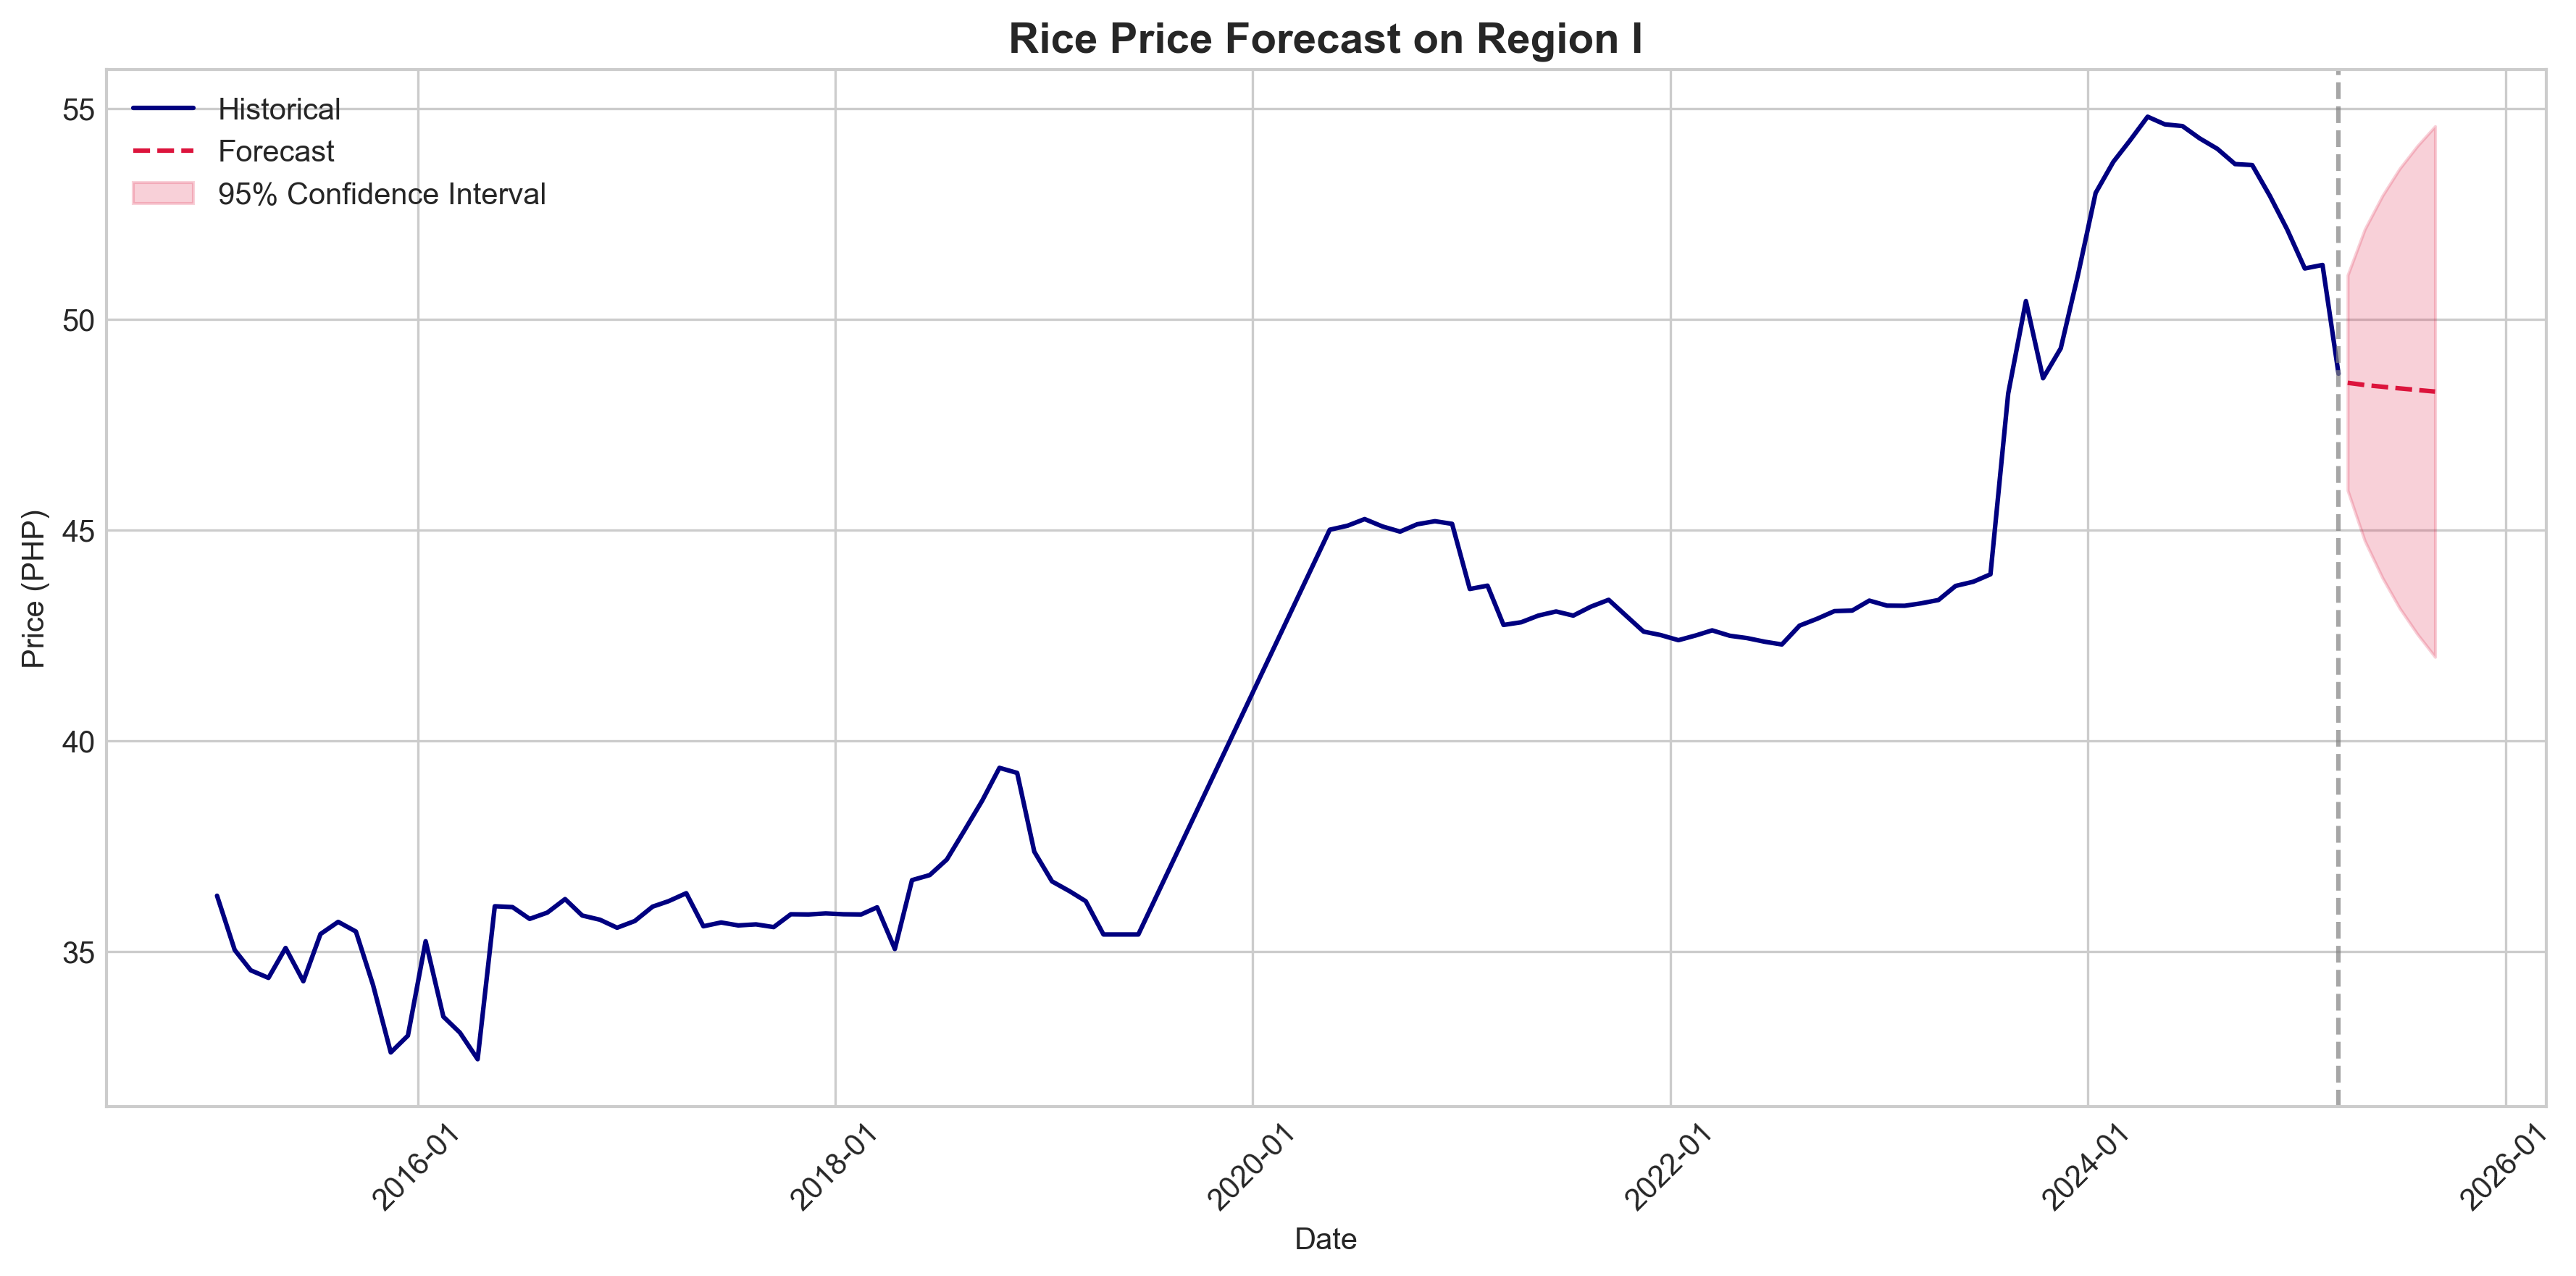 Rice Price Forecast on Region I
Historical
Forecast
95% Confidence Interval
55
50
45
40
35
Price (PHP)
2016-01
2018-01
2020-01
2022-01
2024-01
2026-01
Date